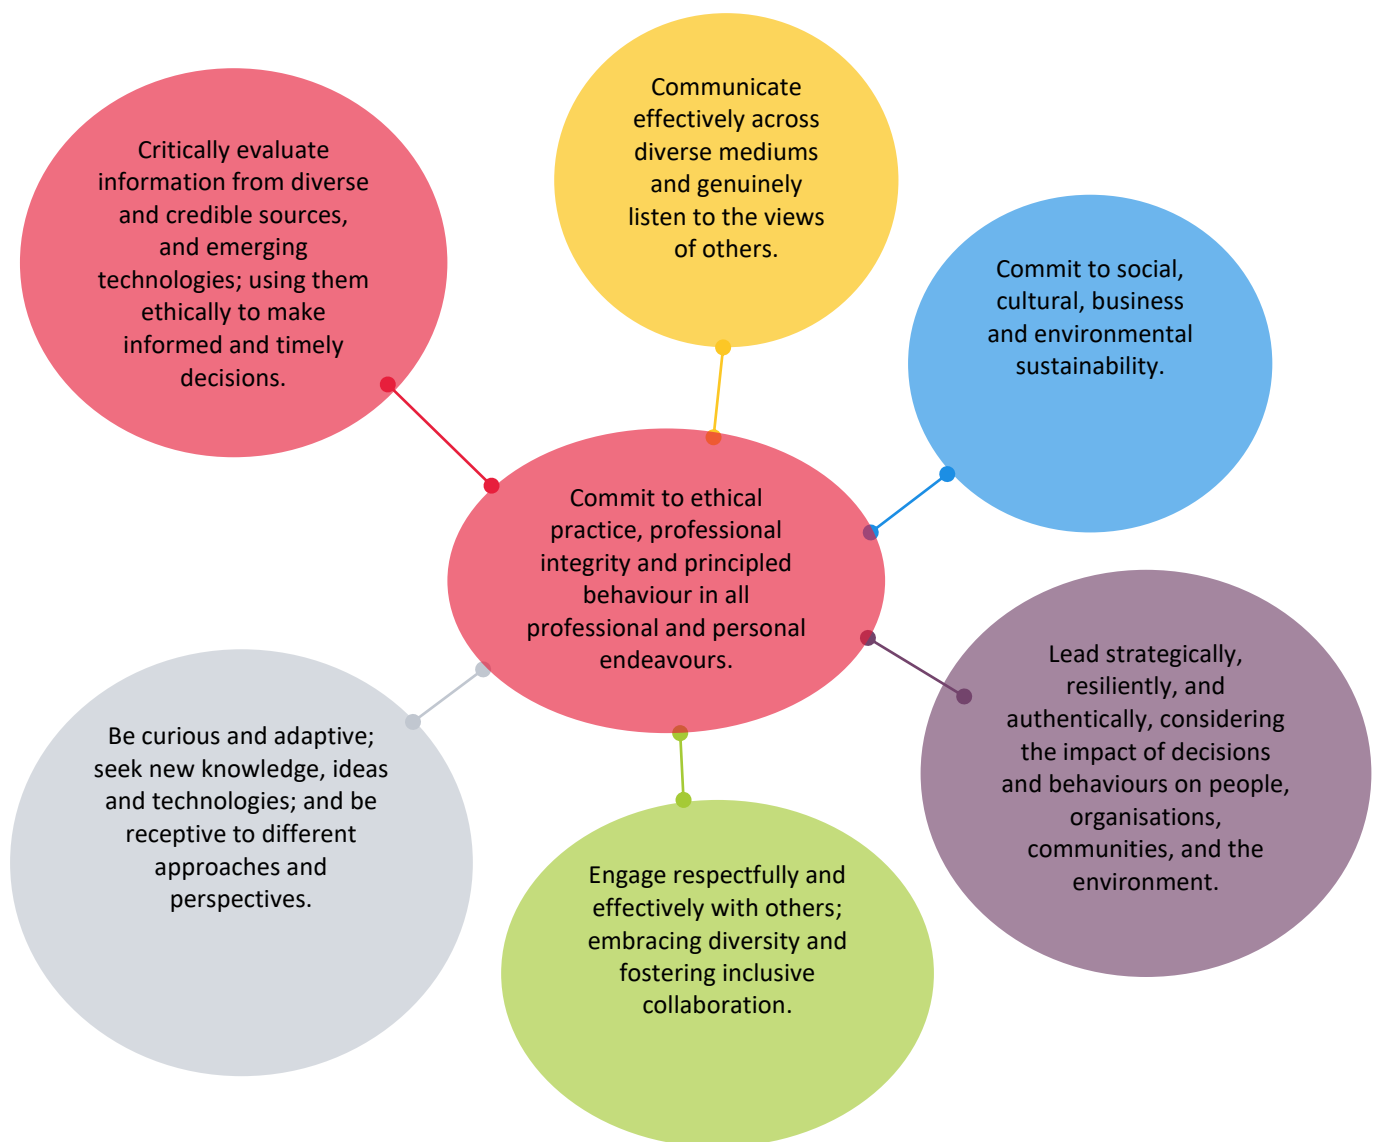 Communicate
effectively across
diverse mediums
and genuinely
listen to the views
of others.
Critically evaluate
information from diverse
and credible sources,
and emerging
technologies; using them
ethically to make
informed and timely
decisions.
Commit to social,
cultural, business
and environmental
sustainability.
Commit to ethical
practice, professional
integrity and principled
behaviour in all
professional and personal
endeavours.
Lead strategically,
resiliently, and
authentically, considering
the impact of decisions
and behaviours on people,
organisations,
communities, and the
environment.
Be curious and adaptive;
seek new knowledge, ideas
and technologies; and be
receptive to different
approaches and
perspectives.
Engage respectfully and
effectively with others;
embracing diversity and
fostering inclusive
collaboration.